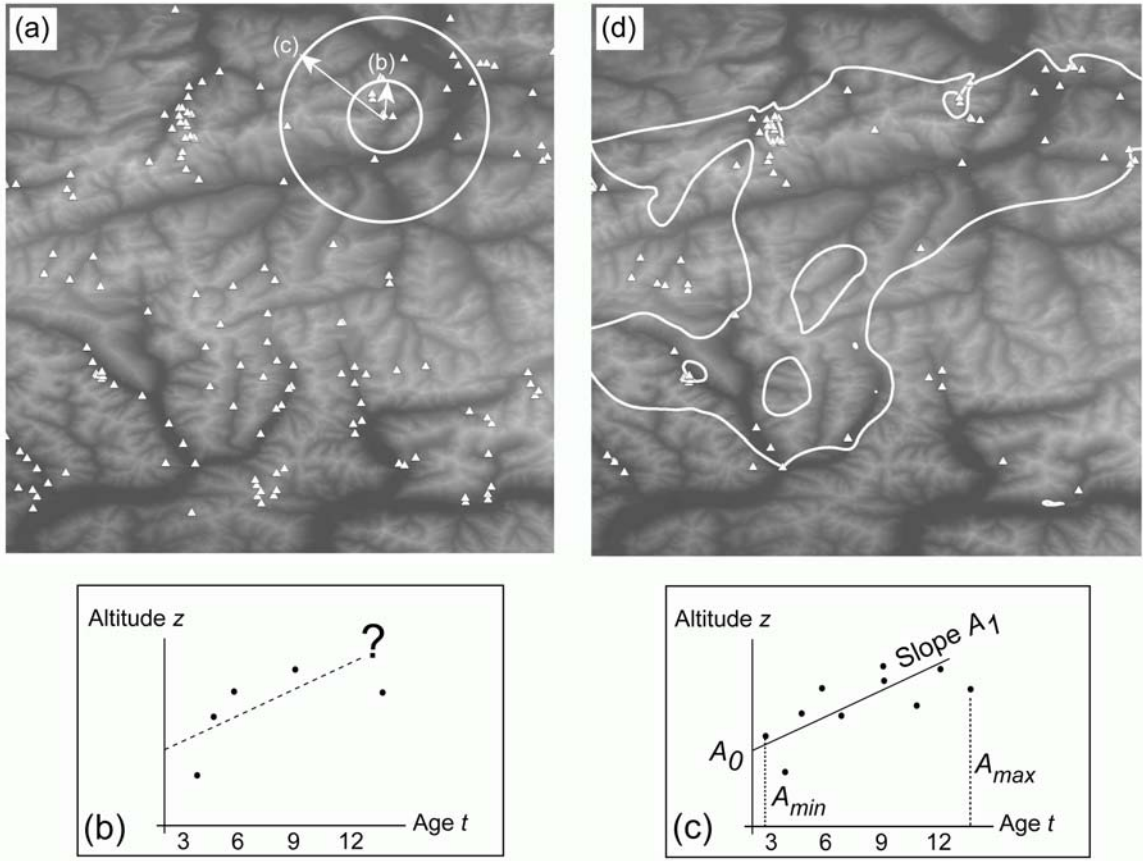 (a)
(c)
(b)
(d)
Altitude z
?
3 6 9 12 Age t
(b)
Altitude z
Slope A1
A0
Amin
Amax
3 6 9 12 Age t
(c)